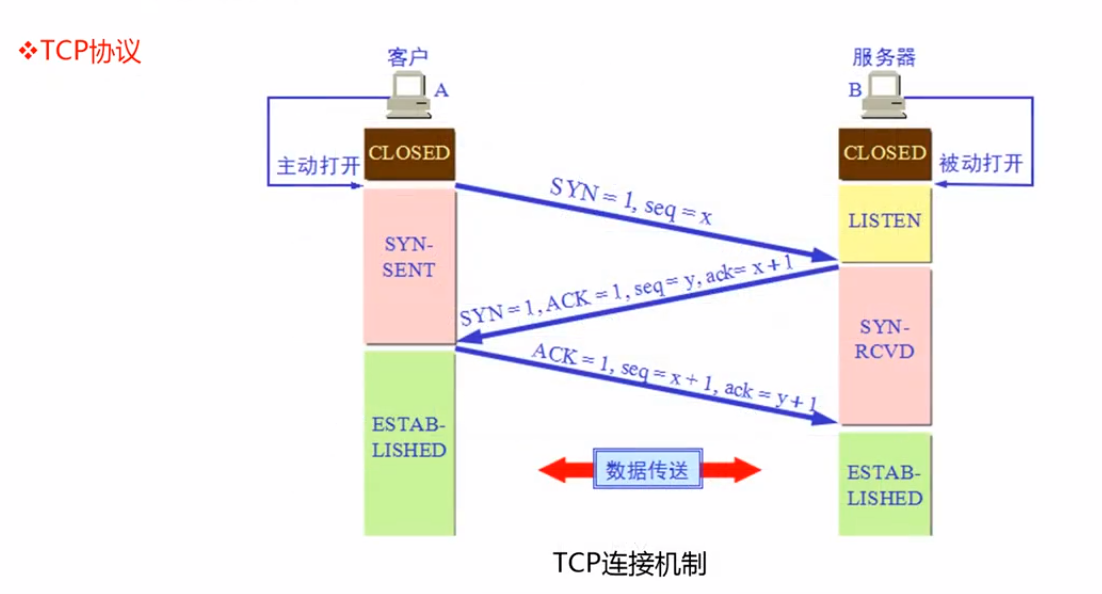 ❖TCP协议
客户
服务器
A
B
CLOSED
CLOSED
主动打开
被动打开
SYN = 1, seq = x
LISTEN
SYN-
SENT
SYN = 1, ACK = 1, seq = y, ack= x + 1
SYN-
RCVD
ACK = 1, seq = x + 1, ack = y + 1
ESTAB-
LISHED
数据传送
ESTAB-
LISHED
TCP连接机制